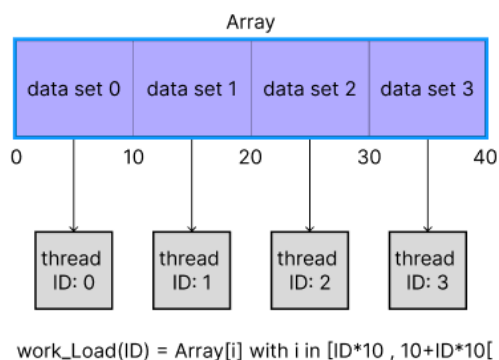 Array
data set 0 data set 1 data set 2 data set 3
0 10 20 30 40
thread thread thread thread
ID: 0 ID: 1 ID: 2 ID: 3
work_Load(ID) = Array[i] with i in [ID*10 , 10+ID*10[